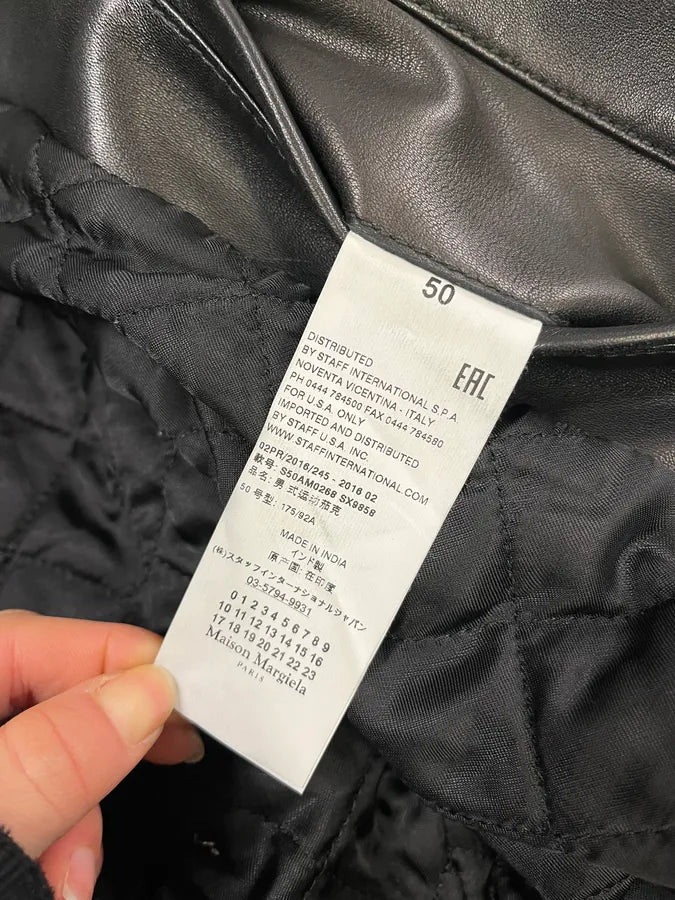 50
EAC
DISTRIBUTED
BY STAFF INTERNATIONAL S.P.A.
NOVENTA VICENTINA - ITALY
PH 0444 784500 FAX 0444 784580
FOR U.S.A. ONLY
IMPORTED AND DISTRIBUTED
BY STAFF U.S.A. INC.
WWW.STAFFINTERNATIONAL.COM
02PR/2016/245 - 2016 02
款号: S50AM0268 SX9858
品名: 男 式运动茄克
50 号型: 175/92A
MADE IN INDIA
インド製
原产国: 在印度
(株)スタッフインターナショナルジャパン
03-5794-9931
0 1 2 3 4 5 6 7 8 9
10 11 12 13 14 15 16
17 18 19 20 21 22 23
Maison Margiela
PARIS